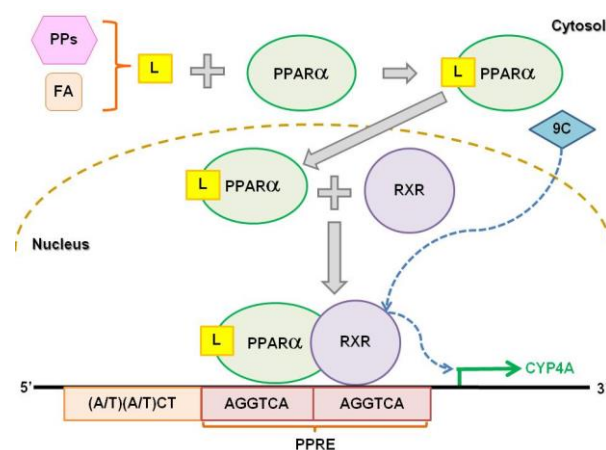 PPs
FA
L
PPARα
L
PPARα
Cytosol
9C
L
PPARα
RXR
Nucleus
L
PPARα
RXR
CYP4A
5’
3
(A/T)(A/T)CT
AGGTCA
AGGTCA
PPRE